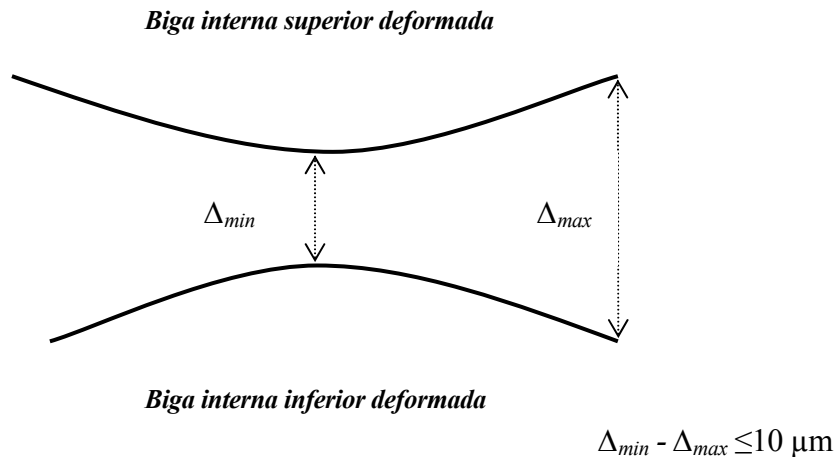 Biga interna superior deformada
Δmin Δmax
Biga interna inferior deformada
Δmin - Δmax ≤10 µm